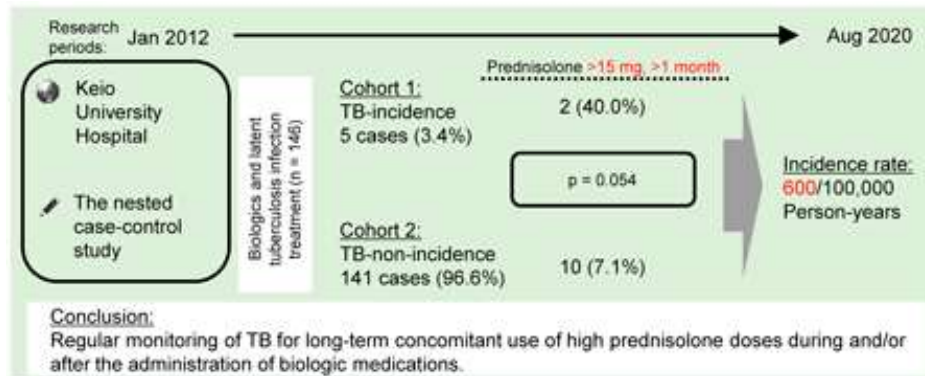 Research
periods: Jan 2012
Aug 2020
Keio
University
Hospital
The nested
case-control
study
Biologics and latent
tuberculosis infection
treatment (n = 146)
Prednisolone >15 mg, >1 month
Cohort 1:
TB-incidence
5 cases (3.4%)
2 (40.0%)
p = 0.054
Cohort 2:
TB-non-incidence
141 cases (96.6%)
10 (7.1%)
Incidence rate:
600/100,000
Person-years
Conclusion:
Regular monitoring of TB for long-term concomitant use of high prednisolone doses during and/or
after the administration of biologic medications.